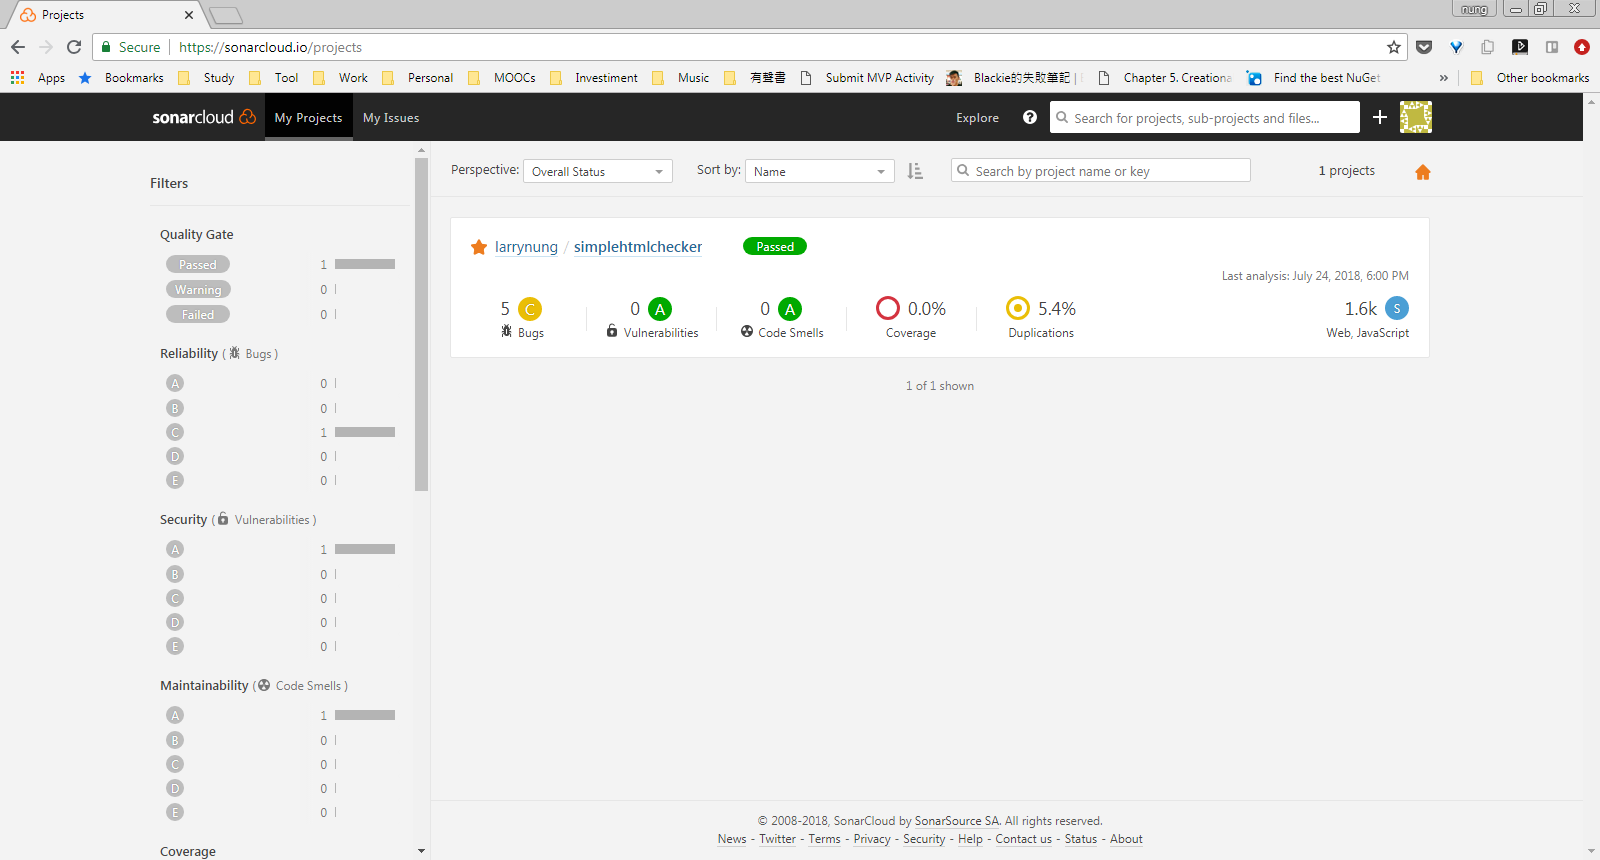 Projects
nung
Secure https://sonarcloud.io/projects
Apps Bookmarks Study Tool Work Personal MOOCs Investiment Music 有聲書 Submit MVP Activity Blackie的失敗筆記 | Chapter 5. Creationa Find the best NuGet » Other bookmarks
sonarcloud My Projects My Issues Explore ? Search for projects, sub-projects and files... +
Filters
Perspective: Overall Status Sort by: Name Search by project name or key 1 projects
Quality Gate
Passed 1
Warning 0
Failed 0
Reliability ( Bugs )
A 0
B 0
C 1
D 0
E 0
Security ( Vulnerabilities )
A 1
B 0
C 0
D 0
E 0
Maintainability ( Code Smells )
A 1
B 0
C 0
D 0
E 0
Coverage
larrynung / simplehtmlchecker Passed
Last analysis: July 24, 2018, 6:00 PM
5 C 0 A 0 A 0.0% 5.4% 1.6k S
Bugs Vulnerabilities Code Smells Coverage Duplications Web, JavaScript
1 of 1 shown
© 2008-2018, SonarCloud by SonarSource SA. All rights reserved.
News - Twitter - Terms - Privacy - Security - Help - Contact us - Status - About